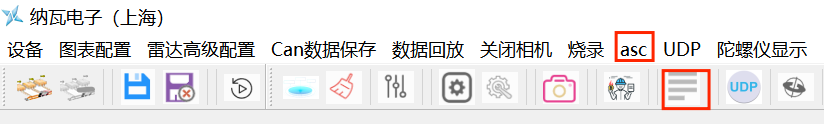 纳瓦电子（上海）
设备 图表配置 雷达高级配置 Can数据保存 数据回放 关闭相机 烧录 asc UDP 陀螺仪显示
UDP